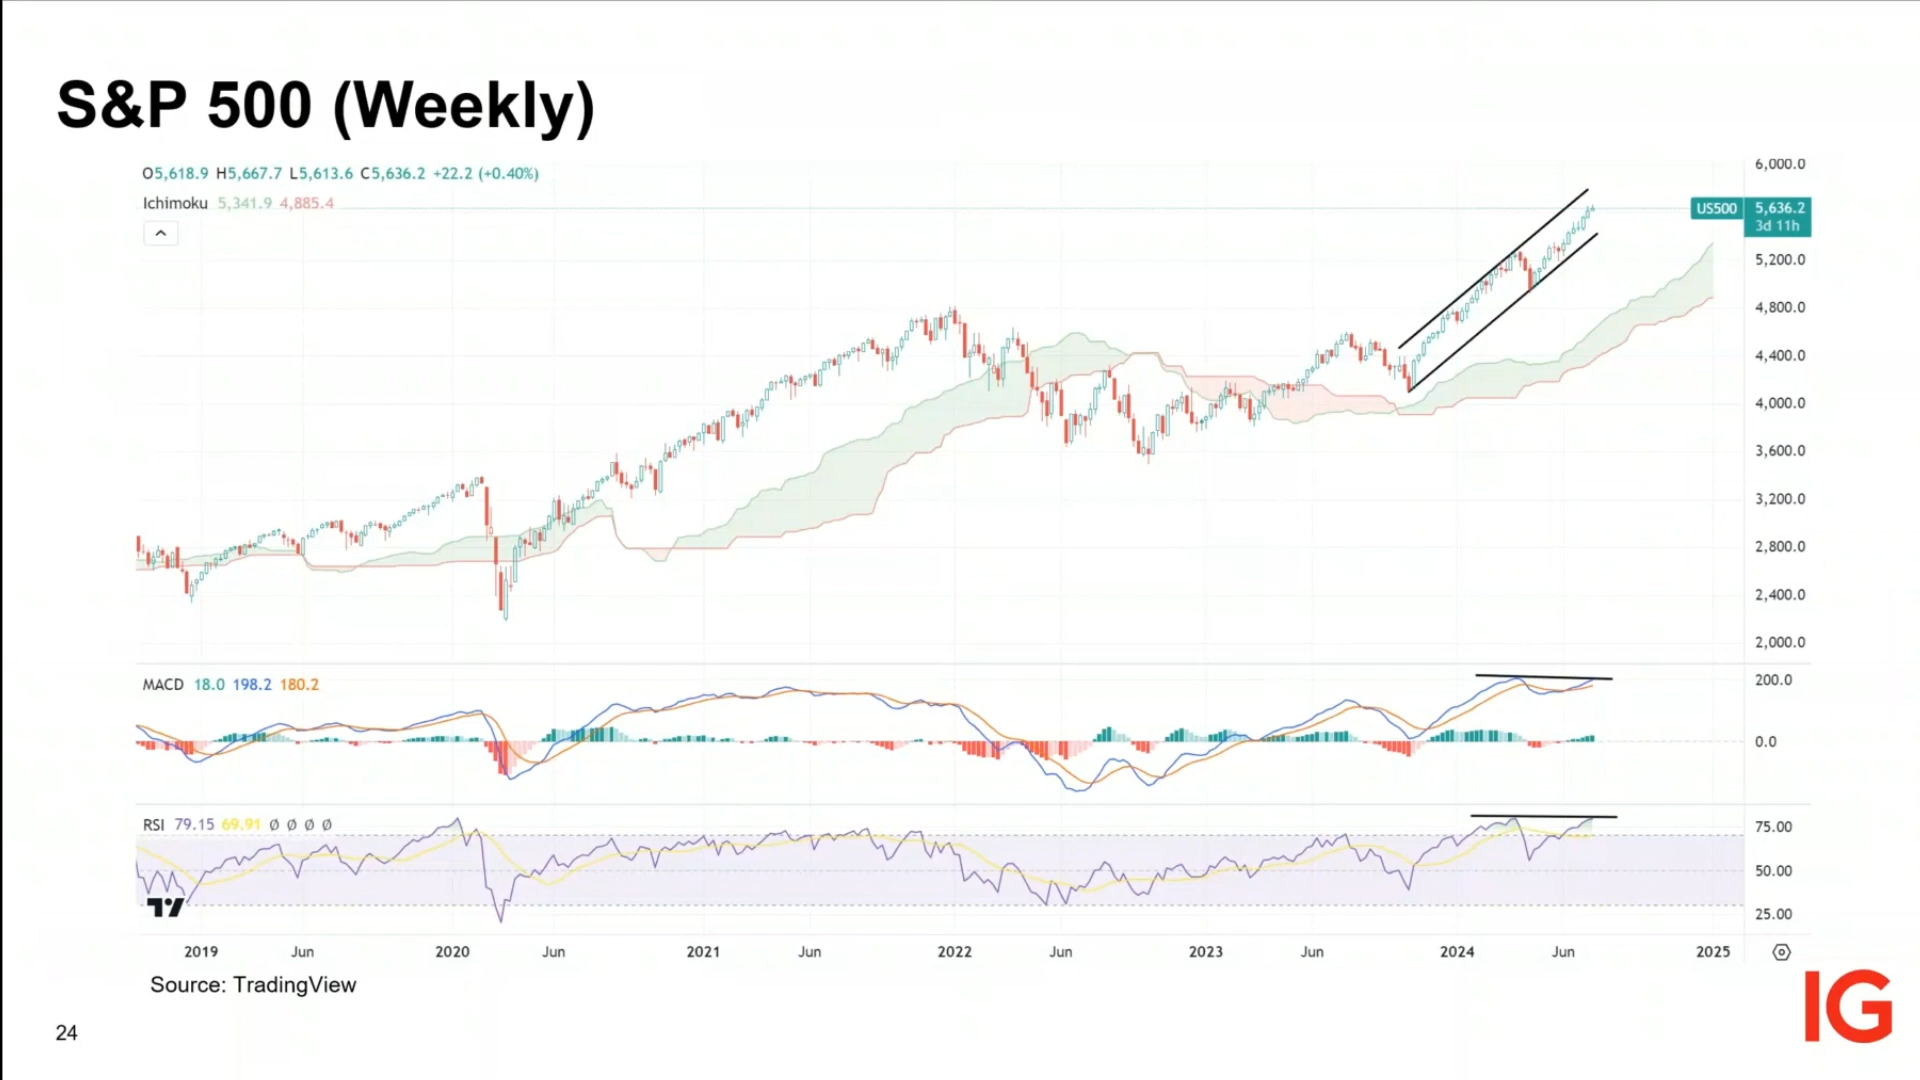 S&P 500 (Weekly)
O5,618.9 H5,667.7 L5,613.6 C5,636.2 +22.2 (+0.40%)
Ichimoku 5,341.9 4,885.4
6,000.0
US500 5,636.2
3d 11h
5,200.0
4,800.0
4,400.0
4,000.0
3,600.0
3,200.0
2,800.0
2,400.0
2,000.0
MACD 18.0 198.2 180.2
200.0
0.0
RSI 79.15 69.91 Ø Ø Ø Ø
75.00
50.00
25.00
2019 Jun 2020 Jun 2021 Jun 2022 Jun 2023 Jun 2024 Jun 2025
Source: TradingView
IG
24